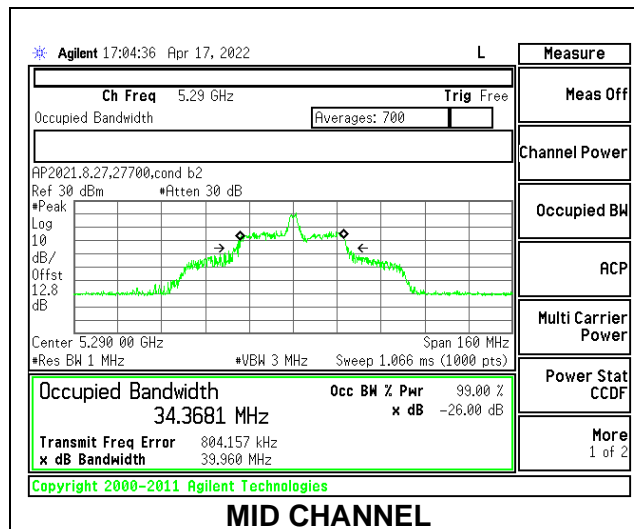 Agilent 17:04:36 Apr 17, 2022 L Measure
Ch Freq 5.29 GHz Trig Free Meas Off
Occupied Bandwidth Averages: 700
Channel Power
AP2021.8.27,27700,cond b2
Ref 30 dBm #Atten 30 dB
#Peak Occupied BW
Log
10
dB/
Offst ACP
12.8
dB
Center 5.290 00 GHz Span 160 MHz Multi Carrier Power
#Res BW 1 MHz #VBW 3 MHz Sweep 1.066 ms (1000 pts)
Occupied Bandwidth Occ BW % Pwr 99.00 % Power Stat CCDF
34.3681 MHz x dB -26.00 dB
Transmit Freq Error 804.157 kHz More
x dB Bandwidth 39.960 MHz 1 of 2
Copyright 2000-2011 Agilent Technologies
MID CHANNEL